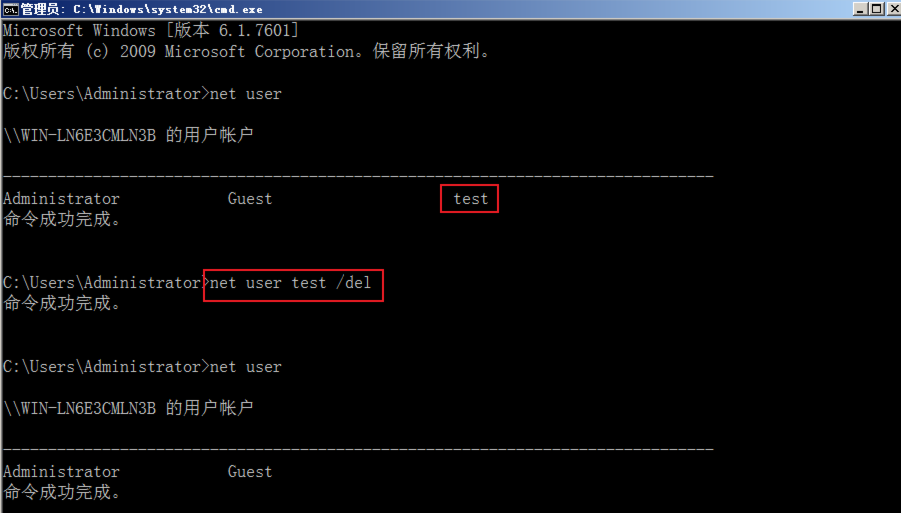 管理员: C:\Windows\system32\cmd.exe
Microsoft Windows [版本 6.1.7601]
版权所有 (c) 2009 Microsoft Corporation。保留所有权利。
C:\Users\Administrator>net user
\\WIN-LN6E3CMLN3B 的用户帐户
-------------------------------------------------------------------------------
Administrator            Guest                    test
命令成功完成。
C:\Users\Administrator>net user test /del
命令成功完成。
C:\Users\Administrator>net user
\\WIN-LN6E3CMLN3B 的用户帐户
-------------------------------------------------------------------------------
Administrator            Guest
命令成功完成。